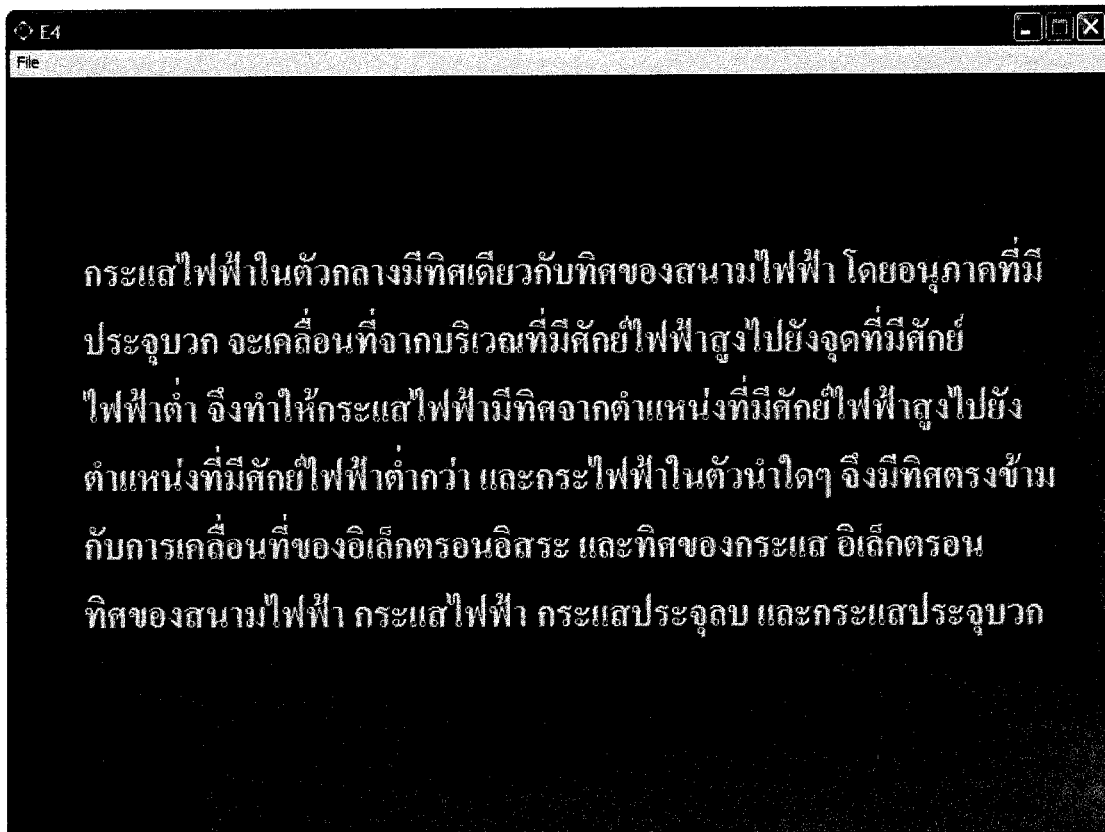 E4
File
กระแสไฟฟ้าในตัวกลางมีทิศเดียวกับทิศของสนามไฟฟ้า โดยอนุภาคที่มี
ประจุบวก จะเคลื่อนที่จากบริเวณที่มีศักย์ไฟฟ้าสูงไปยังจุดที่มีศักย์
ไฟฟ้าต่ำ จึงทำให้กระแสไฟฟ้ามีทิศจากตำแหน่งที่มีศักย์ไฟฟ้าสูงไปยัง
ตำแหน่งที่มีศักย์ไฟฟ้าต่ำกว่า และกระไฟฟ้าในตัวนำใดๆ จึงมีทิศตรงข้าม
กับการเคลื่อนที่ของอิเล็กตรอนอิสระ และทิศของกระแส อิเล็กตรอน
ทิศของสนามไฟฟ้า กระแสไฟฟ้า กระแสประจุลบ และกระแสประจุบวก